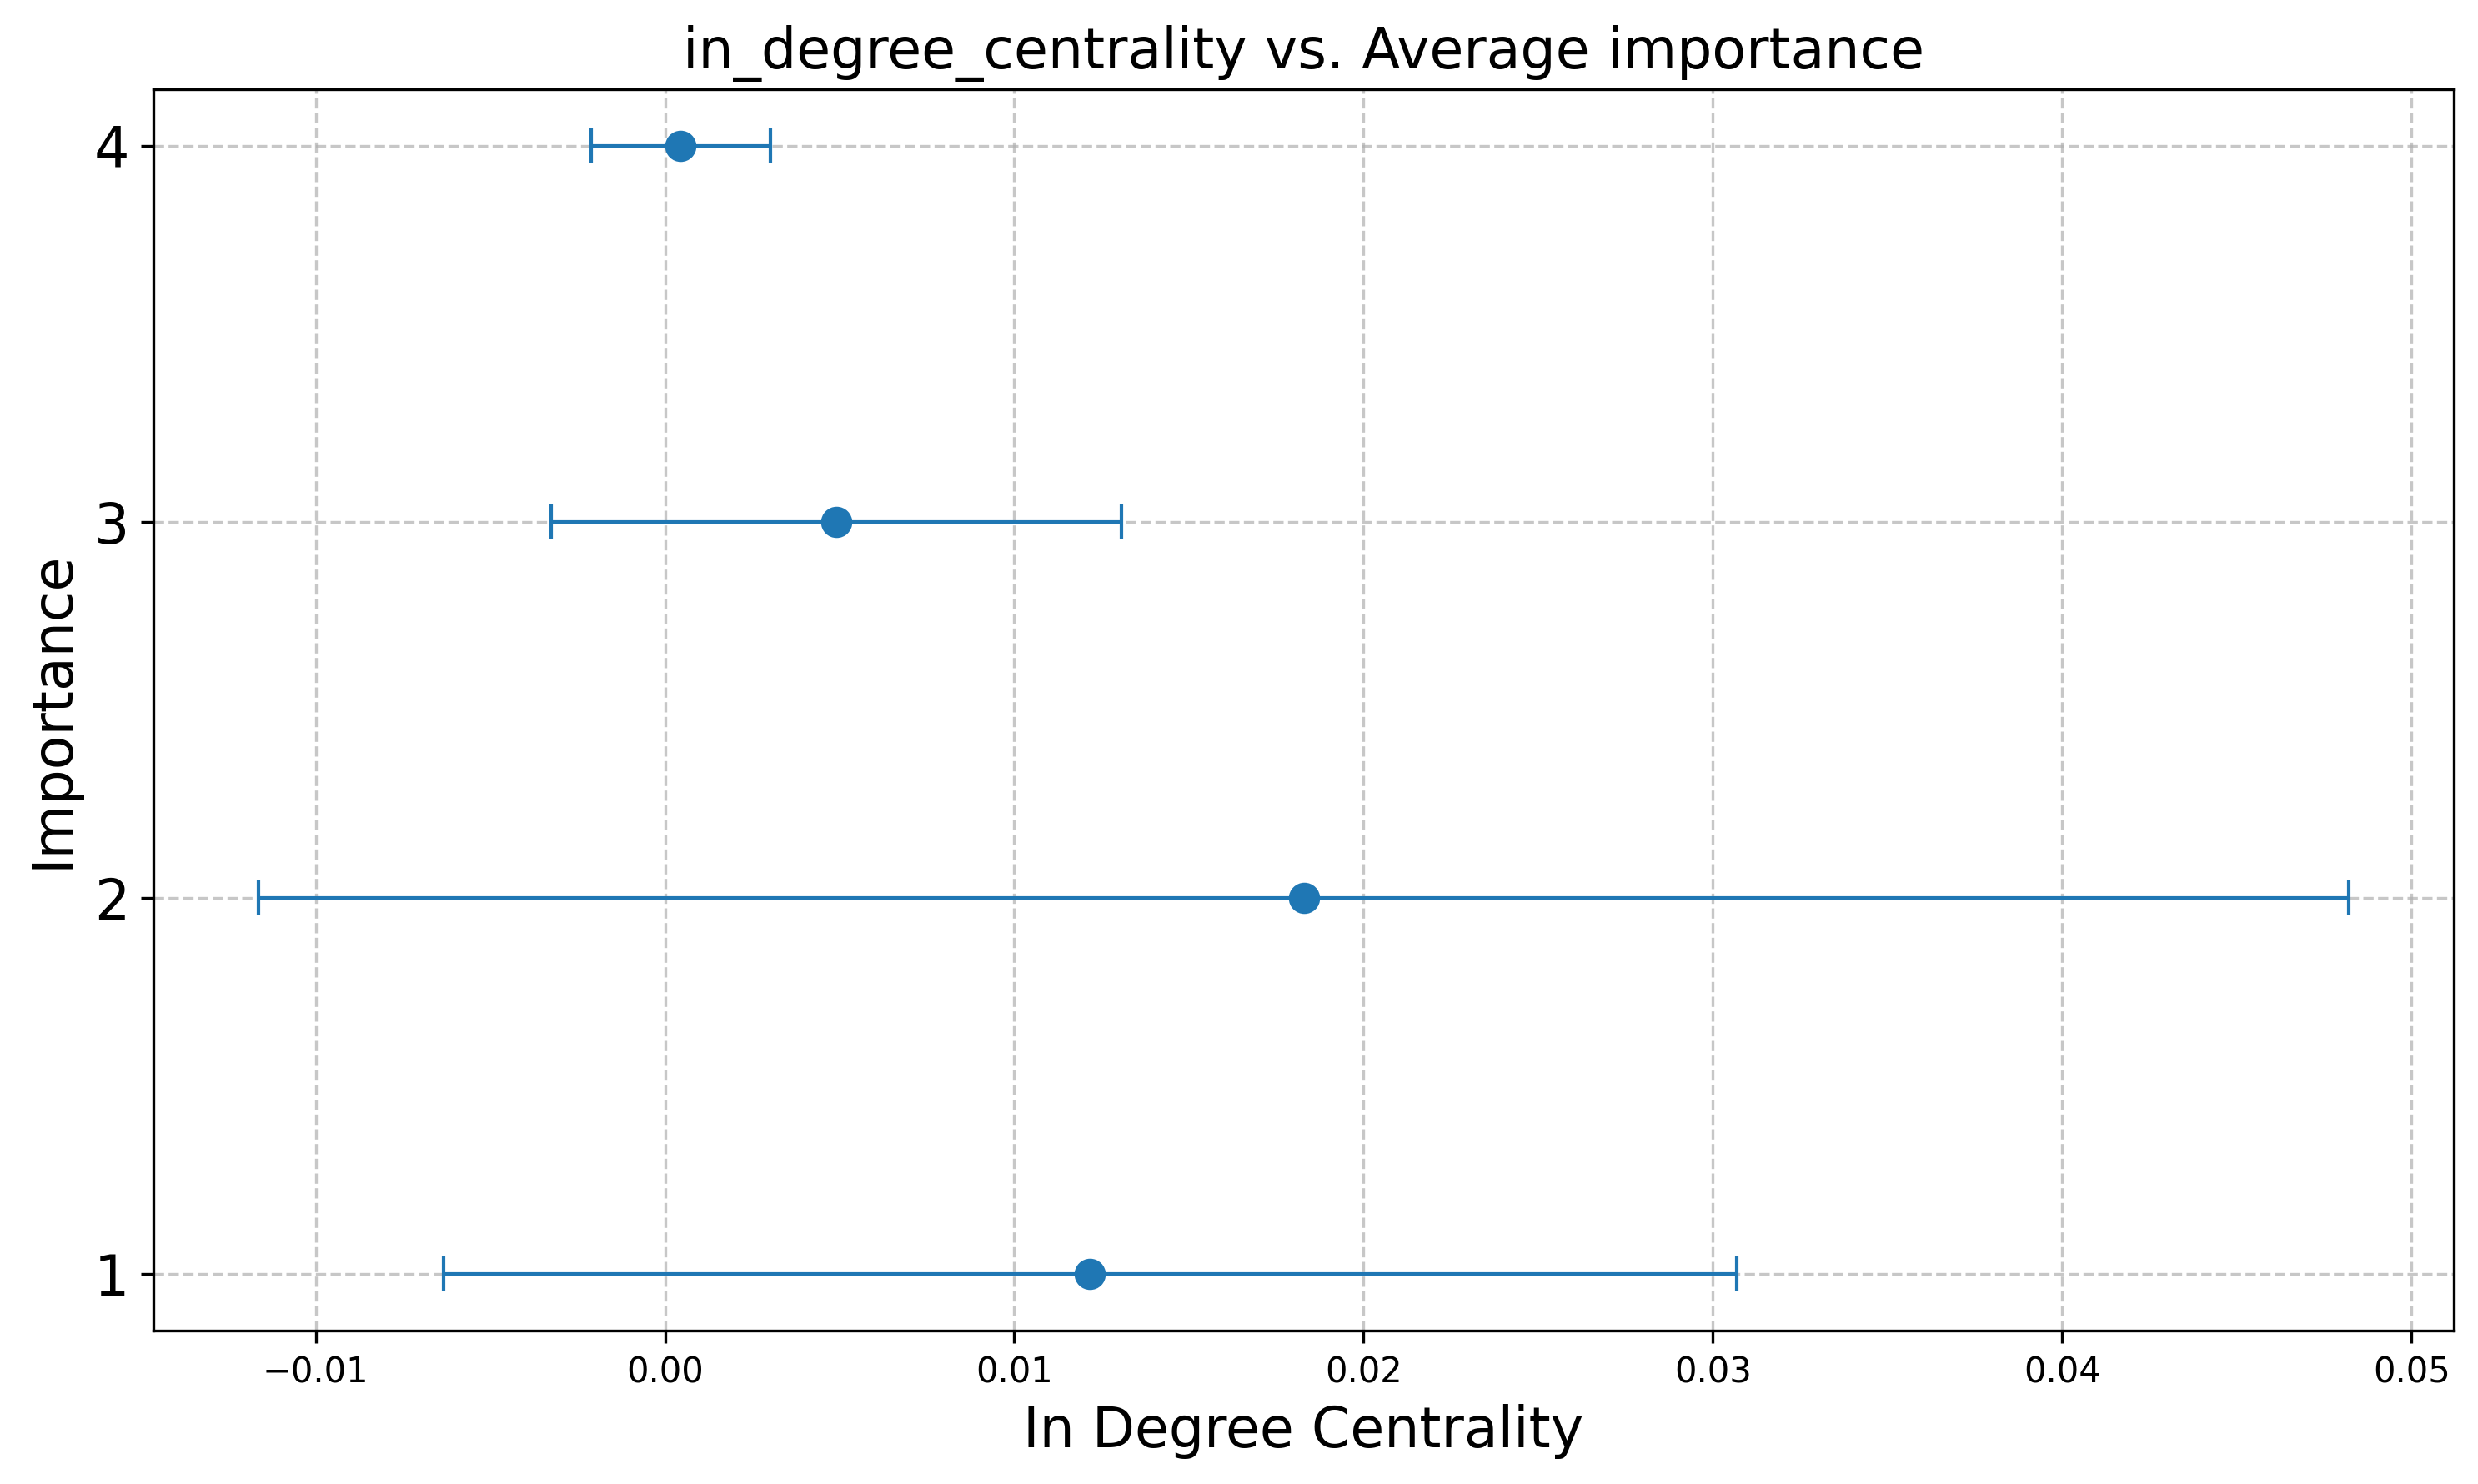 in_degree_centrality vs. Average importance
4
3
2
1
Importance
−0.01 0.00 0.01 0.02 0.03 0.04 0.05
In Degree Centrality